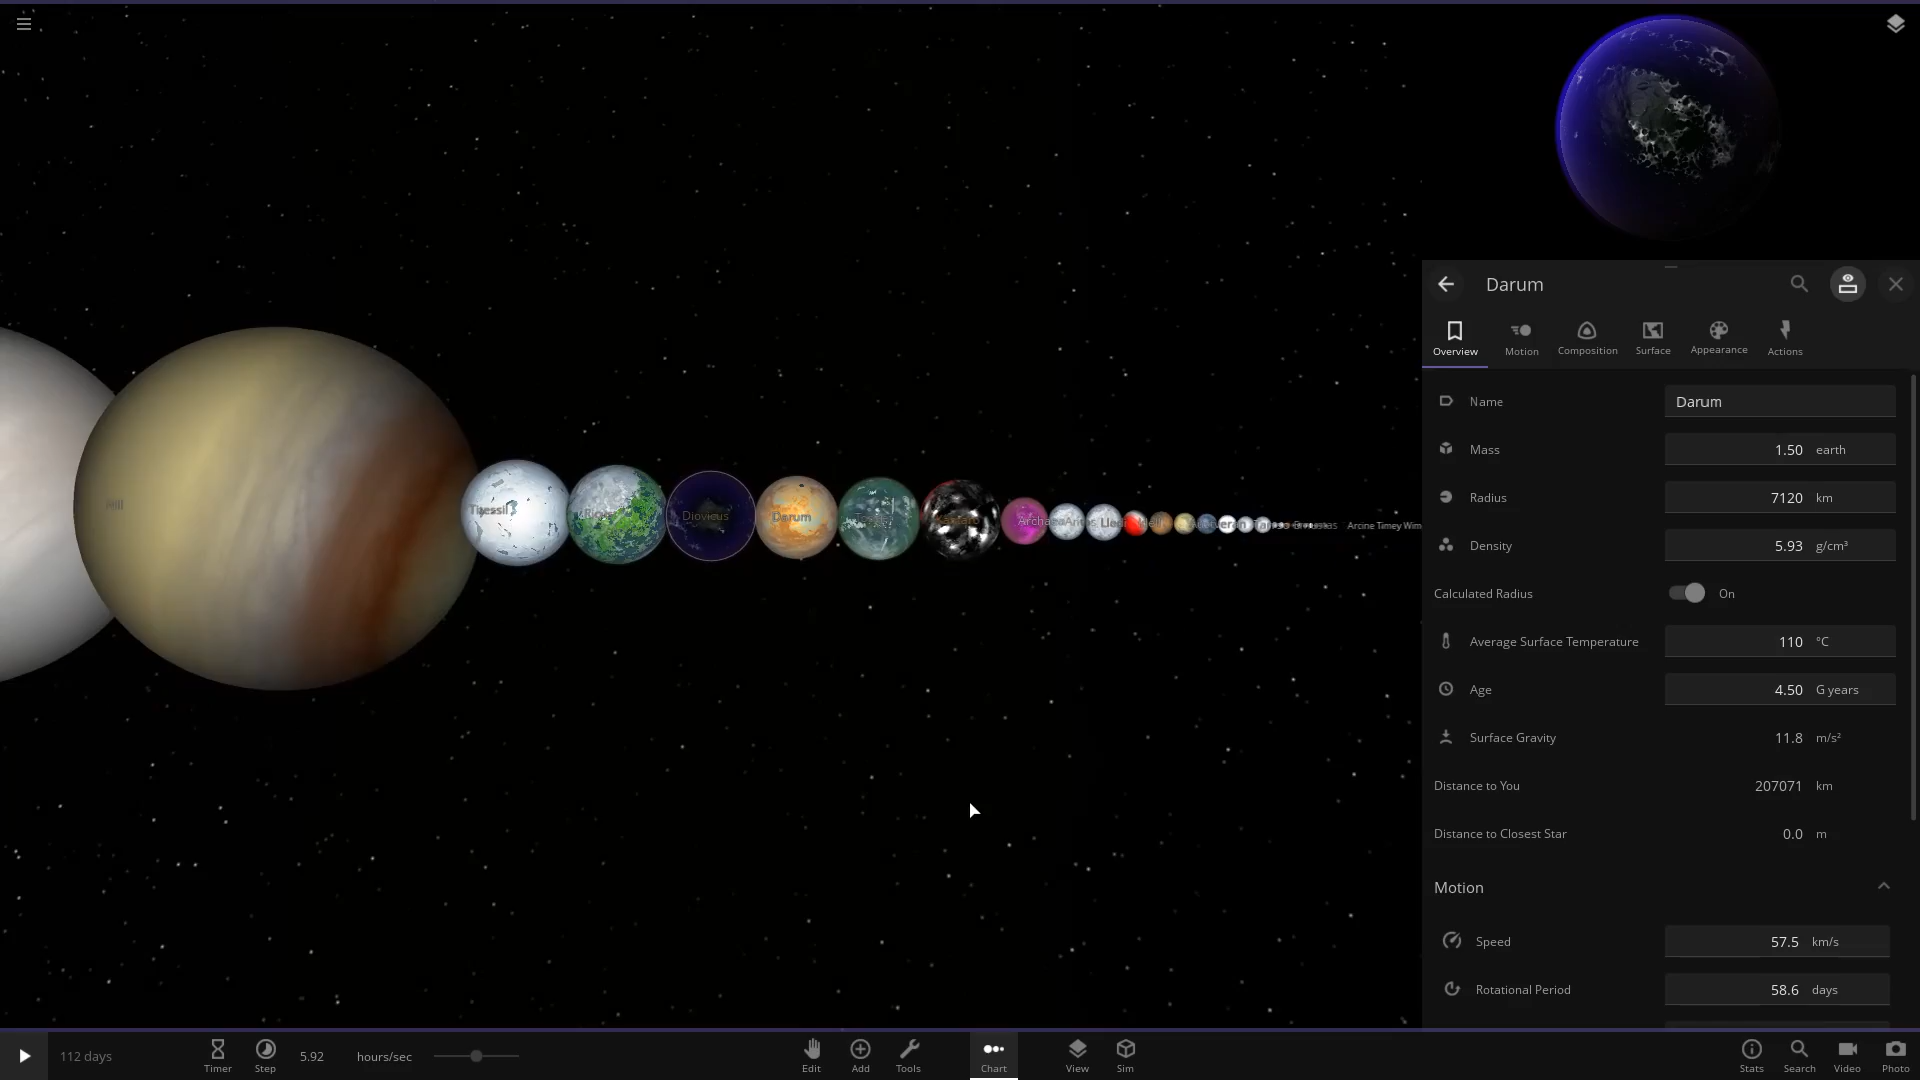 Darum
Overview
Motion
Composition
Surface
Appearance
Actions
Name
Darum
Mass
1.50 earth
Radius
7120 km
Density
5.93 g/cm³
Calculated Radius
On
Average Surface Temperature
110 °C
Age
4.50 G years
Surface Gravity
11.8 m/s²
Distance to You
207071 km
Distance to Closest Star
0.0 m
Motion
Speed
57.5 km/s
Rotational Period
58.6 days
Tiressil
Diovicus
Darum
Arcine Timey Wim
112 days
Timer
Step
5.92 hours/sec
Edit
Add
Tools
Chart
View
Sim
Stats
Search
Video
Photo